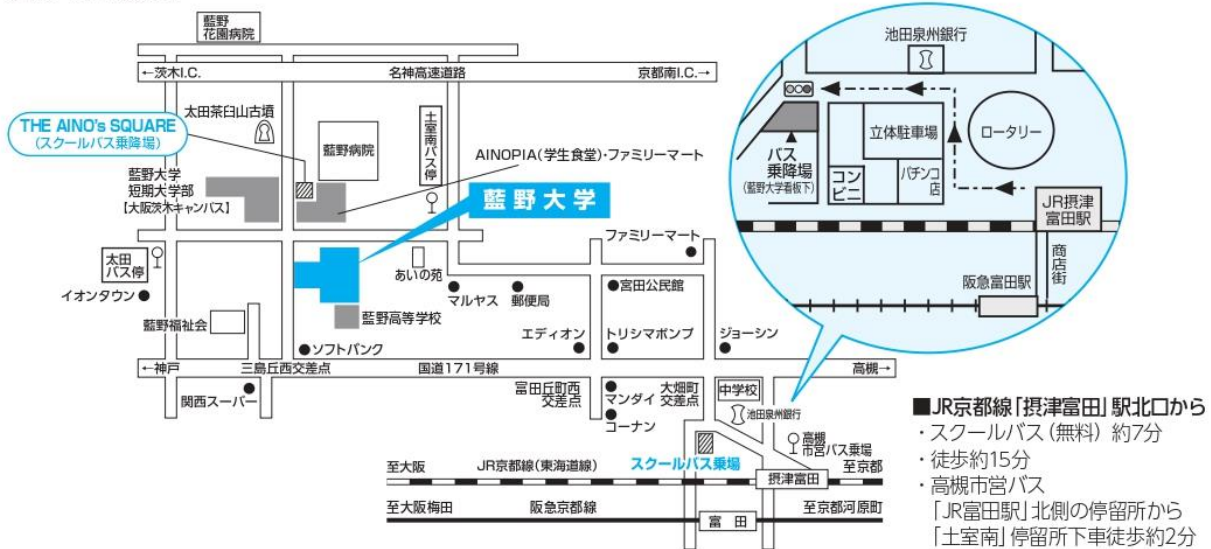 藍野
花園病院
←茨木I.C.
名神高速道路
京都南I.C.→
太田茶臼山古墳
THE AINO's SQUARE
(スクールバス乗降場)
藍野病院
土室南バス停
AINOPIA(学生食堂)・ファミリーマート
藍野大学
短期大学部
【大阪茨木キャンパス】
藍野大学
太田
バス停
イオンタウン
あいの苑
マルヤス
郵便局
ファミリーマート
宮田公民館
藍野福祉会
藍野高等学校
ソフトバンク
エディオン
トリシマポンプ
ジョーシン
←神戸
三島丘西交差点
国道171号線
高槻→
関西スーパー
富田丘町西
交差点
マンダイ
コーナン
大畑町
交差点
中学校
池田泉州銀行
高槻
市営バス乗場
スクールバス乗場
至大阪
JR京都線(東海道線)
摂津富田
至京都
至大阪梅田
阪急京都線
富田
至京都河原町
池田泉州銀行
ロータリー
立体駐車場
バス
乗降場
(藍野大学看板下)
コン
ビニ
パチンコ
店
JR摂津
富田駅
阪急富田駅
商店街
■JR京都線「摂津富田」駅北口から
・スクールバス(無料) 約7分
・徒歩約15分
・高槻市営バス
「JR富田駅」北側の停留所から
「土室南」停留所下車徒歩約2分